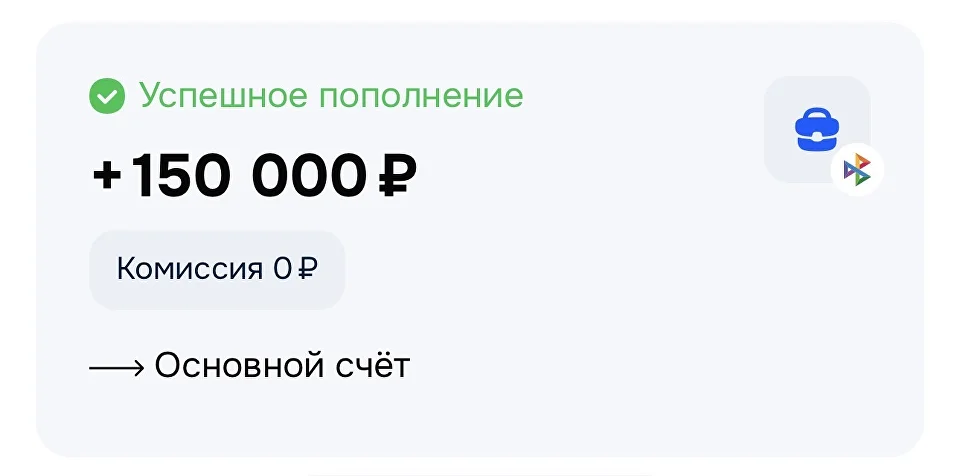 Успешное пополнение
+150 000 ₽
Комиссия 0 ₽
Основной счёт